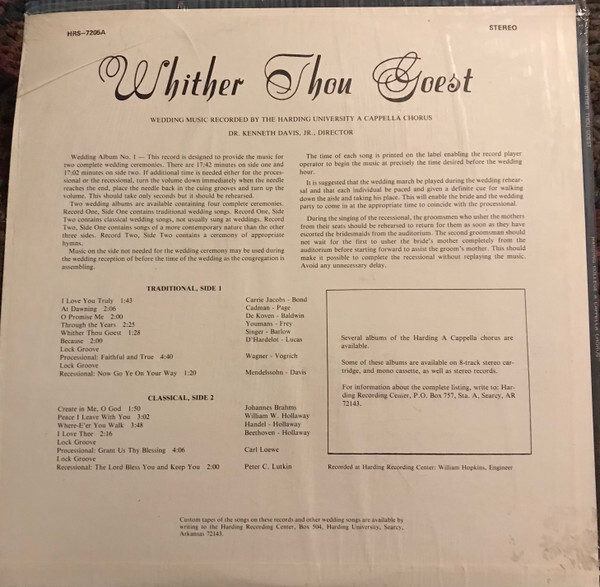 HRS-7205A
STEREO
Whither Thou Goest
WEDDING MUSIC RECORDED BY THE HARDING UNIVERSITY A CAPPELLA CHORUS
DR. KENNETH DAVIS, JR., DIRECTOR
Wedding Album No. 1 — This record is designed to provide the music for
two complete wedding ceremonies. There are 17:42 minutes on side one and
17:02 minutes on side two. If additional time is needed either for the proces-
sional or the recessional, turn the volume down immediately when the needle
reaches the end, place the needle back in the cuing grooves and turn up the
volume. This should take only seconds but it should be rehearsed.
Two wedding albums are available containing four complete ceremonies.
Record One, Side One contains traditional wedding songs. Record One, Side
Two contains classical wedding songs, not usually sung at weddings. Record
Two, Side One contains songs of a more contemporary nature than the other
three sides. Record Two, Side Two contains a ceremony of appropriate
hymns.
Music on the side not needed for the wedding ceremony may be used during
the wedding reception of before the time of the wedding as the congregation is
assembling.
The time of each song is printed on the label enabling the record player
operator to begin the music at precisely the time desired before the wedding
hour.
It is suggested that the wedding march be played during the wedding rehear-
sal and that each individual be paced and given a definite cue for walking
down the aisle and taking his place. This will enable the bride and the wedding
party to come in at the appropriate time to coincide with the processional.
During the singing of the recessional, the groomsman who usher the mothers
from their seats should be rehearsed to return for them as soon as they have
escorted the bridesmaids from the auditorium. The second groomsman should
not wait for the first to usher the bride's mother completely from the
auditorium before starting forward to assist the groom's mother. This should
make it possible to complete the recessional without replaying the music.
Avoid any unnecessary delay.
TRADITIONAL, SIDE 1
I Love You Truly 1:43 Carrie Jacobs - Bond
At Dawning 2:06 Cadman - Page
O Promise Me 2:00 De Koven - Baldwin
Through the Years 2:25 Youmans - Frey
Whither Thou Goest 1:28 Singer - Barlow
Because 2:00 D'Hardelot - Lucas
Lock Groove
Processional: Faithful and True 4:40 Wagner - Vogrich
Lock Groove
Recessional: Now Go Ye On Your Way 1:20 Mendelssohn - Davis
CLASSICAL, SIDE 2
Create in Me, O God 1:50 Johannes Brahms
Peace I Leave With You 3:02 William W. Hollaway
Where-E'er You Walk 3:48 Handel - Hollaway
I Love Thee 2:16 Beethoven - Hollaway
Lock Groove
Processional: Grant Us Thy Blessing 4:06 Carl Loewe
Lock Groove
Recessional: The Lord Bless You and Keep You 2:00 Peter C. Lutkin
Several albums of the Harding A Cappella chorus are
available.
Some of these albums are available on 8-track stereo car-
tridge, and mono cassette, as well as stereo records.
For information about the complete listing, write to: Har-
ding Recording Center, P.O. Box 757, Sta. A, Searcy, AR
72143.
Recorded at Harding Recording Center: William Hopkins, Engineer
Custom tapes of the songs on these records and other wedding songs are available by
writing to the Harding Recording Center, Box 504, Harding University, Searcy,
Arkansas 72143.